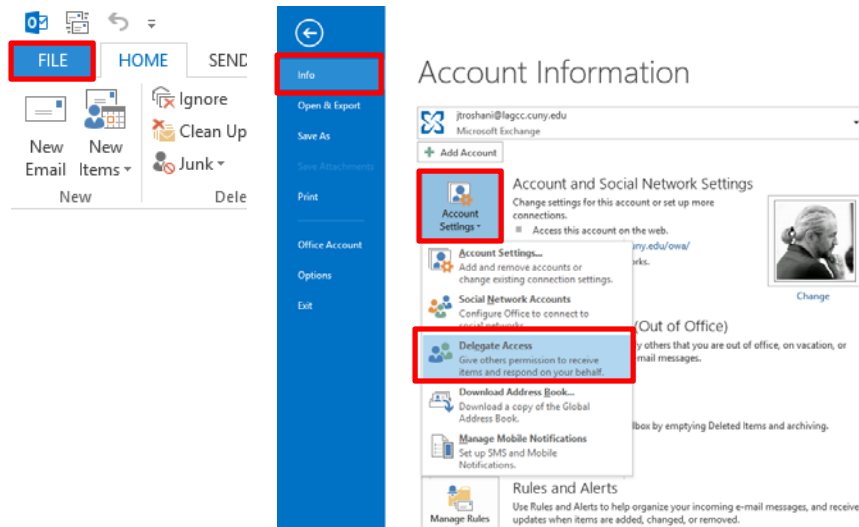 FILE
HOME
SEND
New
Email
New
Items
Ignore
Clean Up
Junk
New
Dele
Info
Open & Export
Save As
Save Attachments
Print
Office Account
Options
Exit
Account Information
jtroshani@lagcc.cuny.edu
Microsoft Exchange
Add Account
Account
Settings
Account and Social Network Settings
Change settings for this account or set up more
connections.
Access this account on the web.
uny.edu/owa/
rks.
Change
Account Settings...
Add and remove accounts or
change existing connection settings.
Social Network Accounts
Configure Office to connect to
social networks.
(Out of Office)
y others that you are out of office, on vacation, or
-mail messages.
Delegate Access
Give others permission to receive
items and respond on your behalf.
Download Address Book...
Download a copy of the Global
Address Book.
lbox by emptying Deleted Items and archiving.
Manage Mobile Notifications
Set up SMS and Mobile
Notifications.
Manage Rules
Rules and Alerts
Use Rules and Alerts to help organize your incoming e-mail messages, and receive
updates when items are added, changed, or removed.